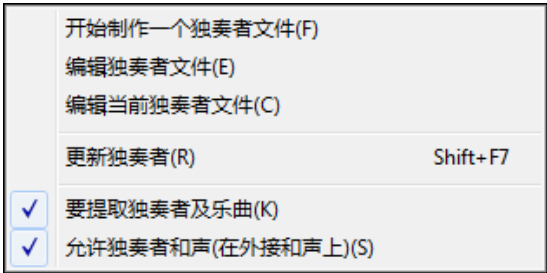 开始制作一个独奏者文件(F)
编辑独奏者文件(E)
编辑当前独奏者文件(C)
更新独奏者(R) Shift+F7
要提取独奏者及乐曲(K)
允许独奏者和声(在外接和声上)(S)